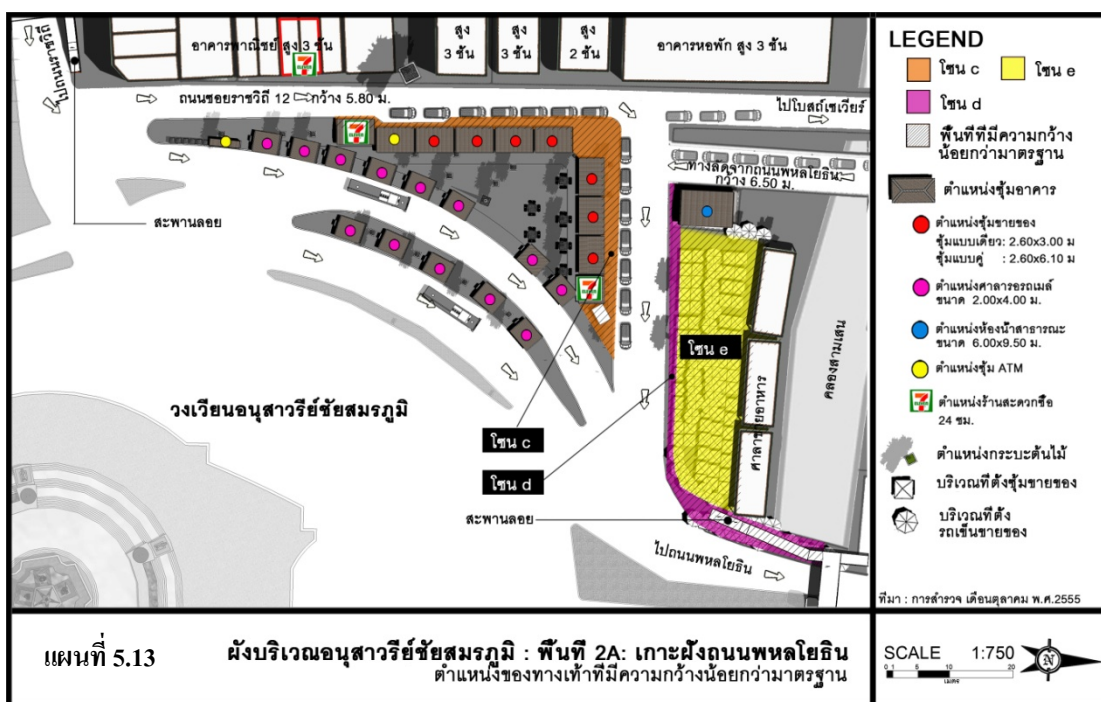 อาคารพาณิชย์ สูง 3 ชั้น
สูง
3 ชั้น
สูง
3 ชั้น
สูง
2 ชั้น
อาคารหอพัก สูง 3 ชั้น
ถนนซอยราชวิถี 12
กว้าง 5.80 ม.
ไปโบสถ์เซเวียร์
ทางลัดจากถนนพหลโยธิน
กว้าง 6.50 ม.
สะพานลอย
โซน e
คลองสามเสน
ศาลาขายอาหาร
วงเวียนอนุสาวรีย์ชัยสมรภูมิ
โซน c
โซน d
สะพานลอย
ไปถนนพหลโยธิน
LEGEND
โซน c
โซน e
โซน d
พื้นที่ที่มีความกว้าง
น้อยกว่ามาตรฐาน
ตำแหน่งซุ้มอาคาร
ตำแหน่งซุ้มขายของ
ซุ้มแบบเดี่ยว: 2.60x3.00 ม
ซุ้มแบบคู่ : 2.60x6.10 ม
ตำแหน่งศาลารอรถเมล์
ขนาด 2.00x4.00 ม.
ตำแหน่งห้องน้ำสาธารณะ
ขนาด 6.00x9.50 ม.
ตำแหน่งซุ้ม ATM
ตำแหน่งร้านสะดวกซื้อ
24 ชม.
ตำแหน่งกระบะต้นไม้
บริเวณที่ตั้งซุ้มขายของ
บริเวณที่ตั้ง
รถเข็นขายของ
ที่มา : การสำรวจ เดือนตุลาคม พ.ศ.2555
แผนที่ 5.13
ผังบริเวณอนุสาวรีย์ชัยสมรภูมิ : พื้นที่ 2A: เกาะฝั่งถนนพหลโยธิน
ตำแหน่งของทางเท้าที่มีความกว้างน้อยกว่ามาตรฐาน
SCALE 1:750
0 1 5 10 20
เมตร
N